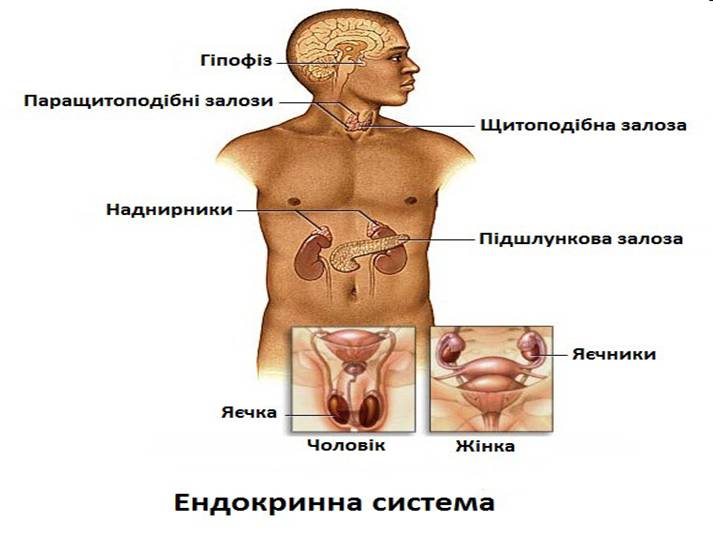 Гіпофіз
Паращитоподібні залози
Щитоподібна залоза
Наднирники
Підшлункова залоза
Яєчники
Яєчка
Чоловік
Жінка
Ендокринна система